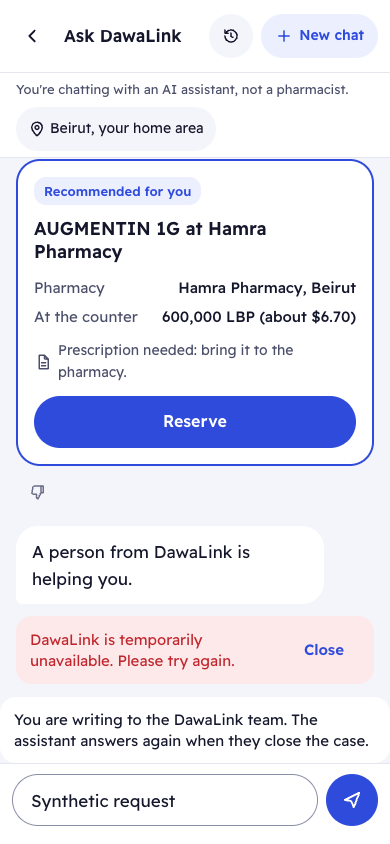 Ask DawaLink
New chat
You're chatting with an AI assistant, not a pharmacist.
Beirut, your home area
Recommended for you
AUGMENTIN 1G at Hamra
Pharmacy
Pharmacy Hamra Pharmacy, Beirut
At the counter 600,000 LBP (about $6.70)
Prescription needed: bring it to the
pharmacy.
Reserve
A person from DawaLink is
helping you.
DawaLink is temporarily
unavailable. Please try again.
Close
You are writing to the DawaLink team. The
assistant answers again when they close the case.
Synthetic request